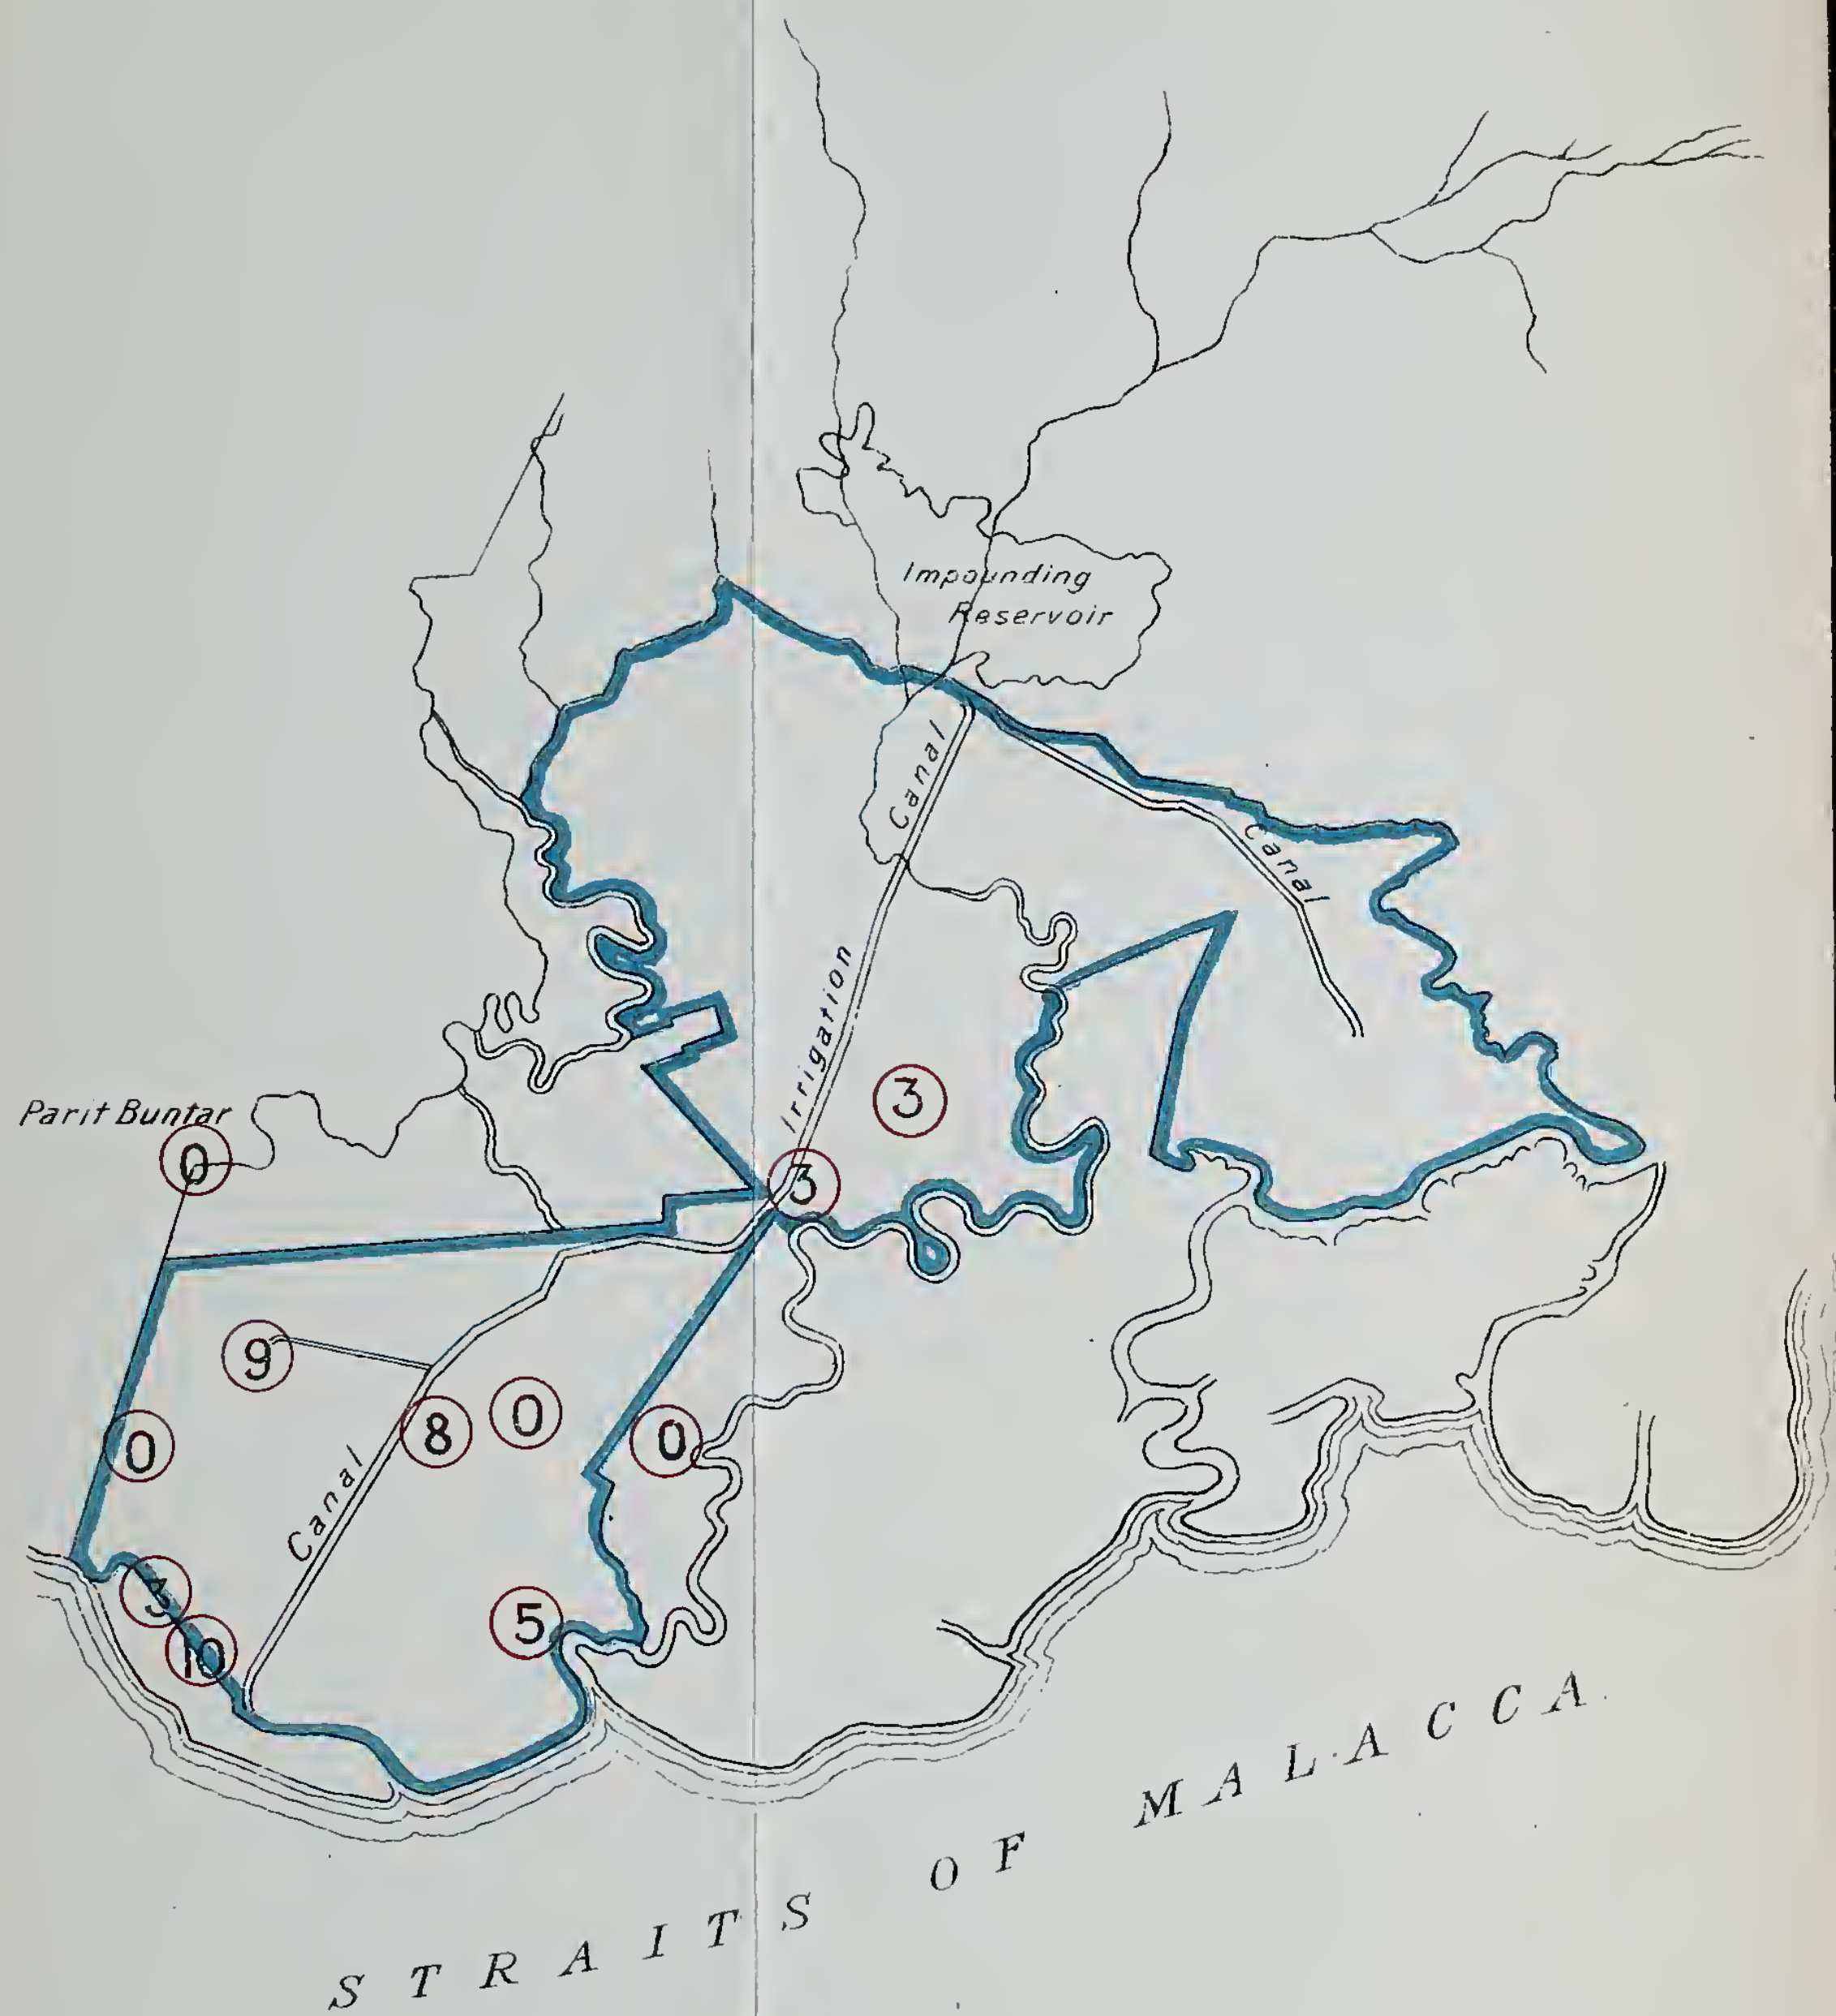 Impounding
Reservoir
Canal
Canal
Irrigation
3
Parit Buntar
0
3
9
0
8
0
0
Canal
5
10
STRAITS OF MALACCA